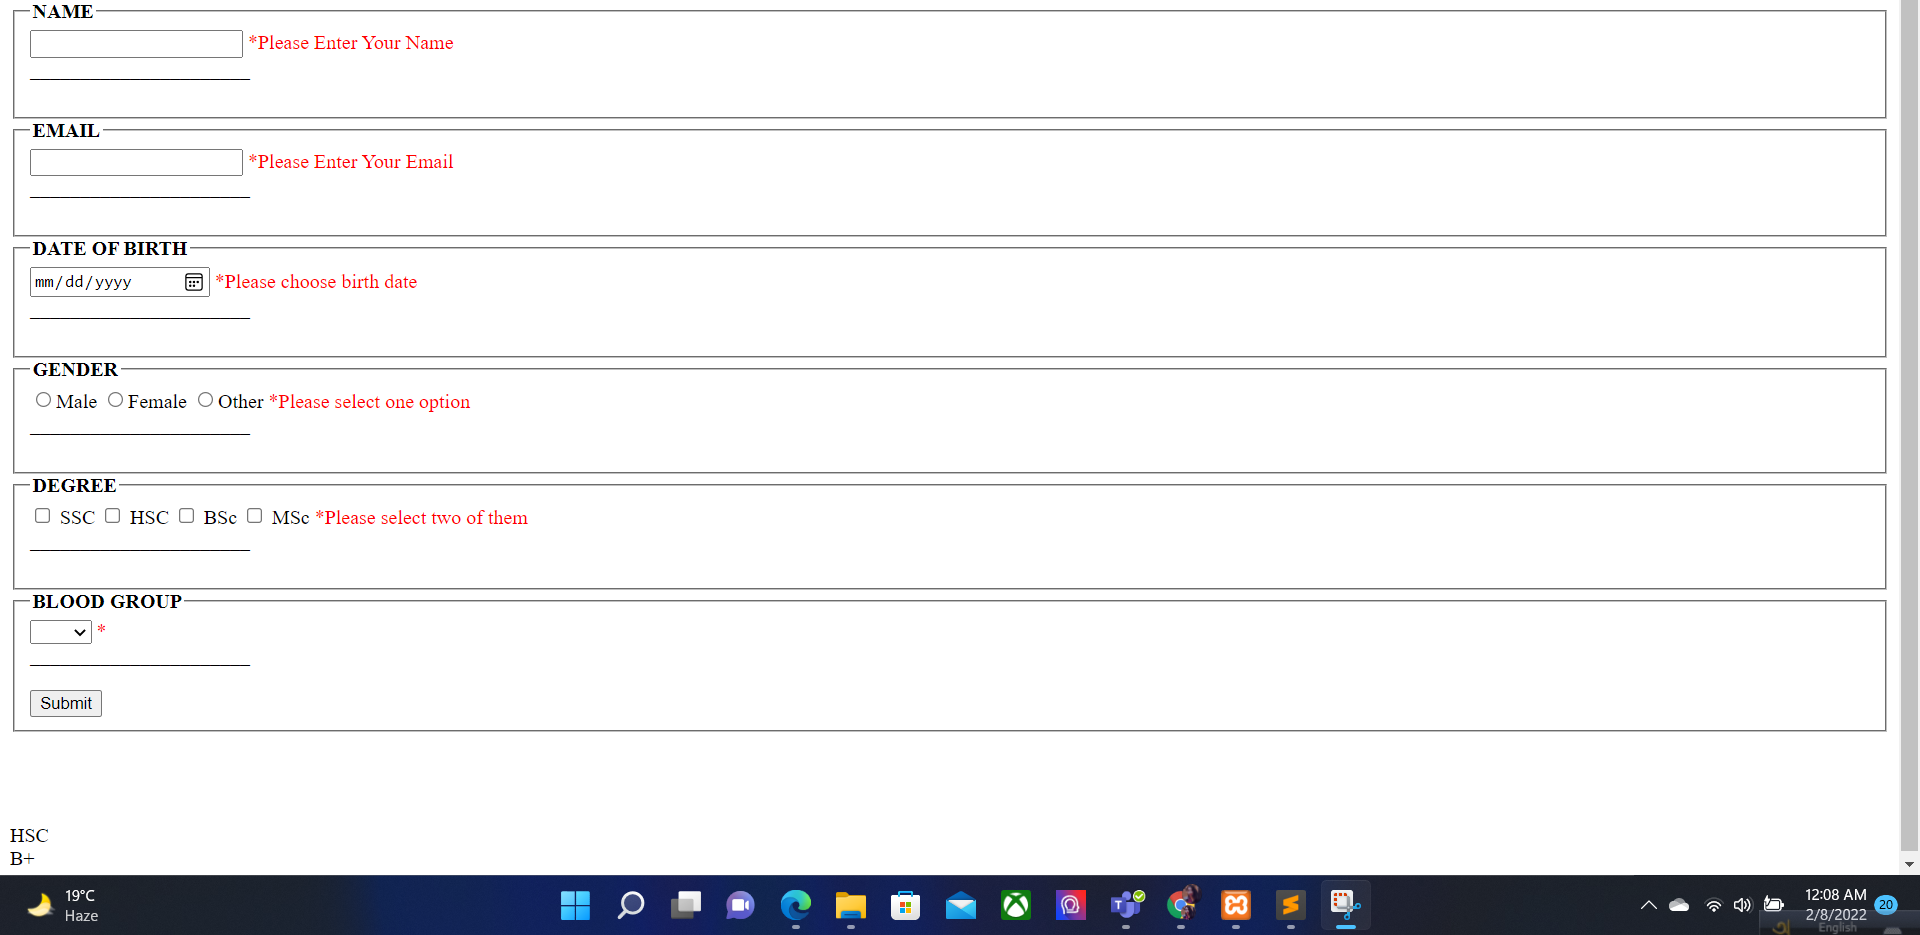 NAME
*Please Enter Your Name
EMAIL
*Please Enter Your Email
DATE OF BIRTH
mm/dd/yyyy *Please choose birth date
GENDER
Male Female Other *Please select one option
DEGREE
SSC HSC BSc MSc *Please select two of them
BLOOD GROUP
*
Submit
HSC
B+
19°C
Haze
12:08 AM
2/8/2022
20
English